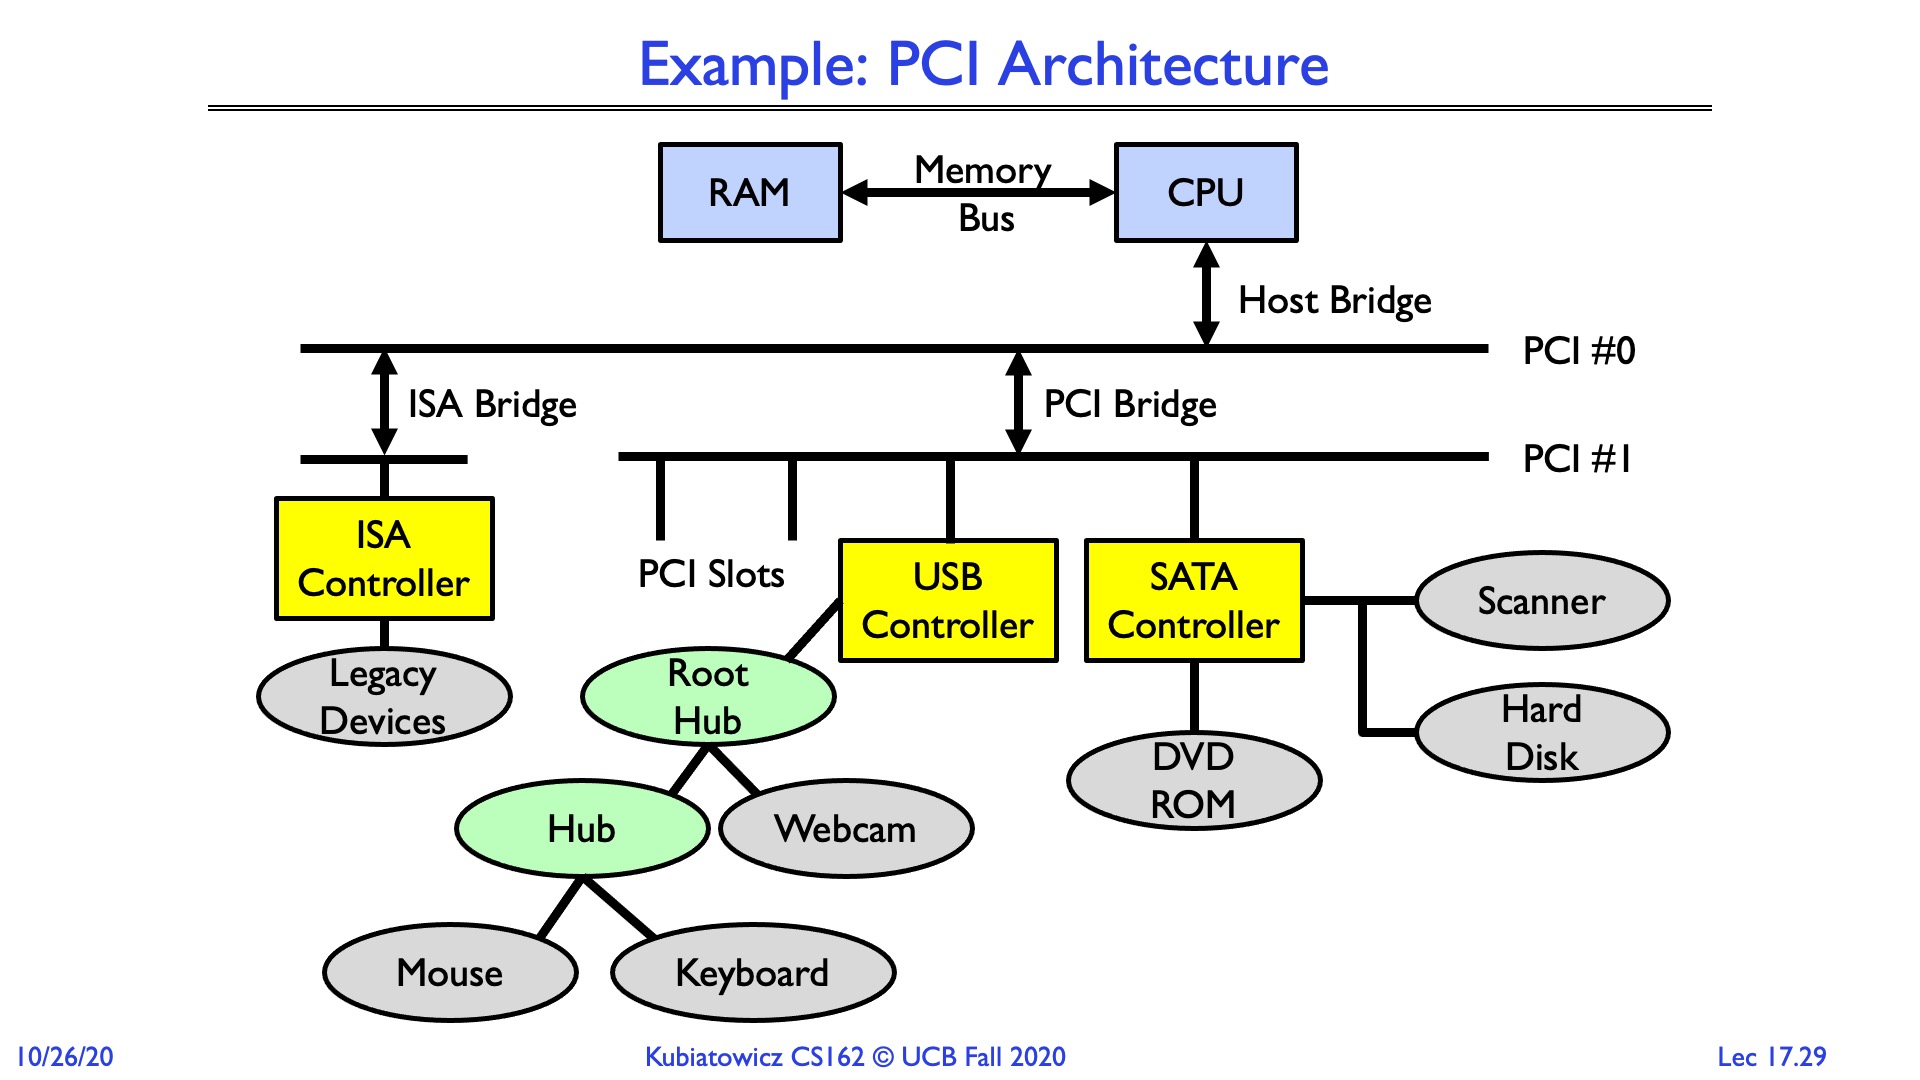 Example: PCI Architecture
RAM
Memory
Bus
CPU
Host Bridge
PCI #0
ISA Bridge
PCI Bridge
PCI #1
ISA
Controller
PCI Slots
USB
Controller
SATA
Controller
Scanner
Legacy
Devices
Root
Hub
Hard
Disk
DVD
ROM
Hub
Webcam
Mouse
Keyboard
10/26/20
Kubiatowicz CS162 © UCB Fall 2020
Lec 17.29